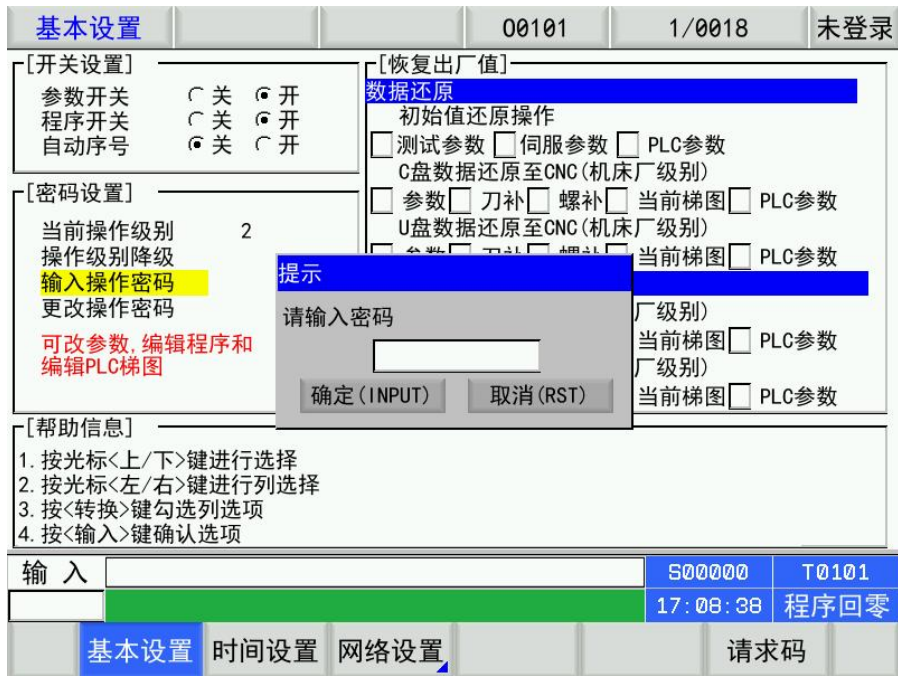 基本设置 O0101 1/0018 未登录
[开关设置]
参数开关 关 开
程序开关 关 开
自动序号 关 开
[密码设置]
当前操作级别 2
操作级别降级
输入操作密码
更改操作密码
可改参数,编辑程序和
编辑PLC梯图
[恢复出厂值]
数据还原
初始值还原操作
测试参数 伺服参数 PLC参数
C盘数据还原至CNC(机床厂级别)
参数 刀补 螺补 当前梯图 PLC参数
U盘数据还原至CNC(机床厂级别)
参数 刀补 螺补 当前梯图 PLC参数
厂级别)
当前梯图 PLC参数
厂级别)
当前梯图 PLC参数
提示
请输入密码
确定(INPUT) 取消(RST)
[帮助信息]
1.按光标<上/下>键进行选择
2.按光标<左/右>键进行列选择
3.按<转换>键勾选列选项
4.按<输入>键确认选项
输入 S00000 T0101
17:08:38 程序回零
基本设置 时间设置 网络设置 请求码